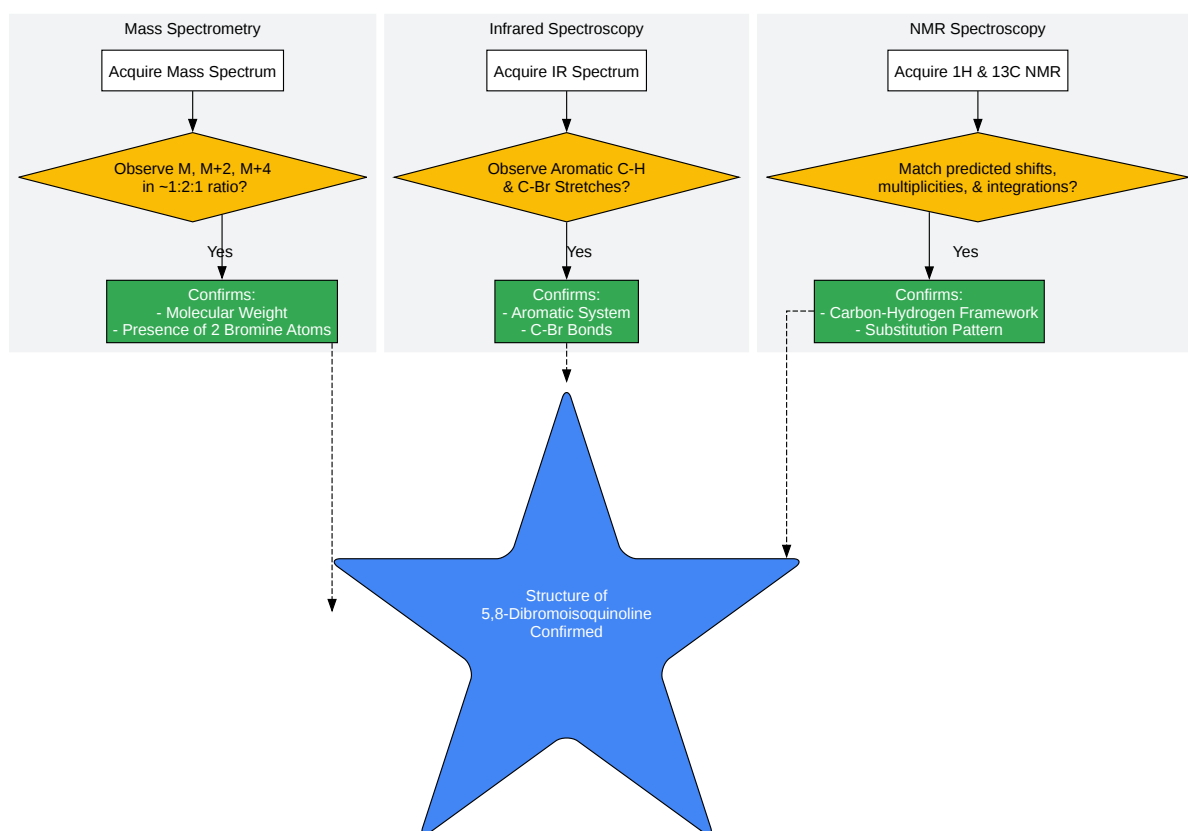 Mass Spectrometry
Acquire Mass Spectrum
Observe M, M+2, M+4
in ~1:2:1 ratio?
Yes
Confirms:
- Molecular Weight
- Presence of 2 Bromine Atoms
Infrared Spectroscopy
Acquire IR Spectrum
Observe Aromatic C-H
& C-Br Stretches?
Yes
Confirms:
- Aromatic System
- C-Br Bonds
NMR Spectroscopy
Acquire 1H & 13C NMR
Match predicted shifts,
multiplicities, & integrations?
Yes
Confirms:
- Carbon-Hydrogen Framework
- Substitution Pattern
Structure of
5,8-Dibromoisoquinoline
Confirmed